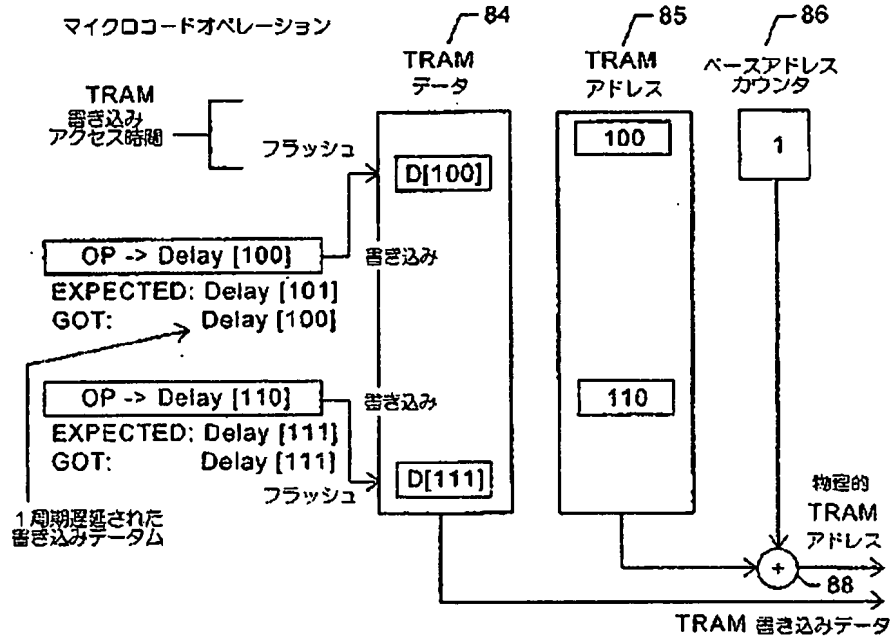 マイクロコードオペレーション
84
85
86
TRAM
データ
TRAM
アドレス
ベースアドレス
カウンタ
TRAM
書き込み
アクセス時間
フラッシュ
D[100]
100
1
OP -> Delay [100]
書き込み
EXPECTED: Delay [101]
GOT: Delay [100]
OP -> Delay [110]
書き込み
110
EXPECTED: Delay [111]
GOT: Delay [111]
フラッシュ
D[111]
1周期遅延された
書き込みデータム
物理的
TRAM
アドレス
+
88
TRAM 書き込みデータ